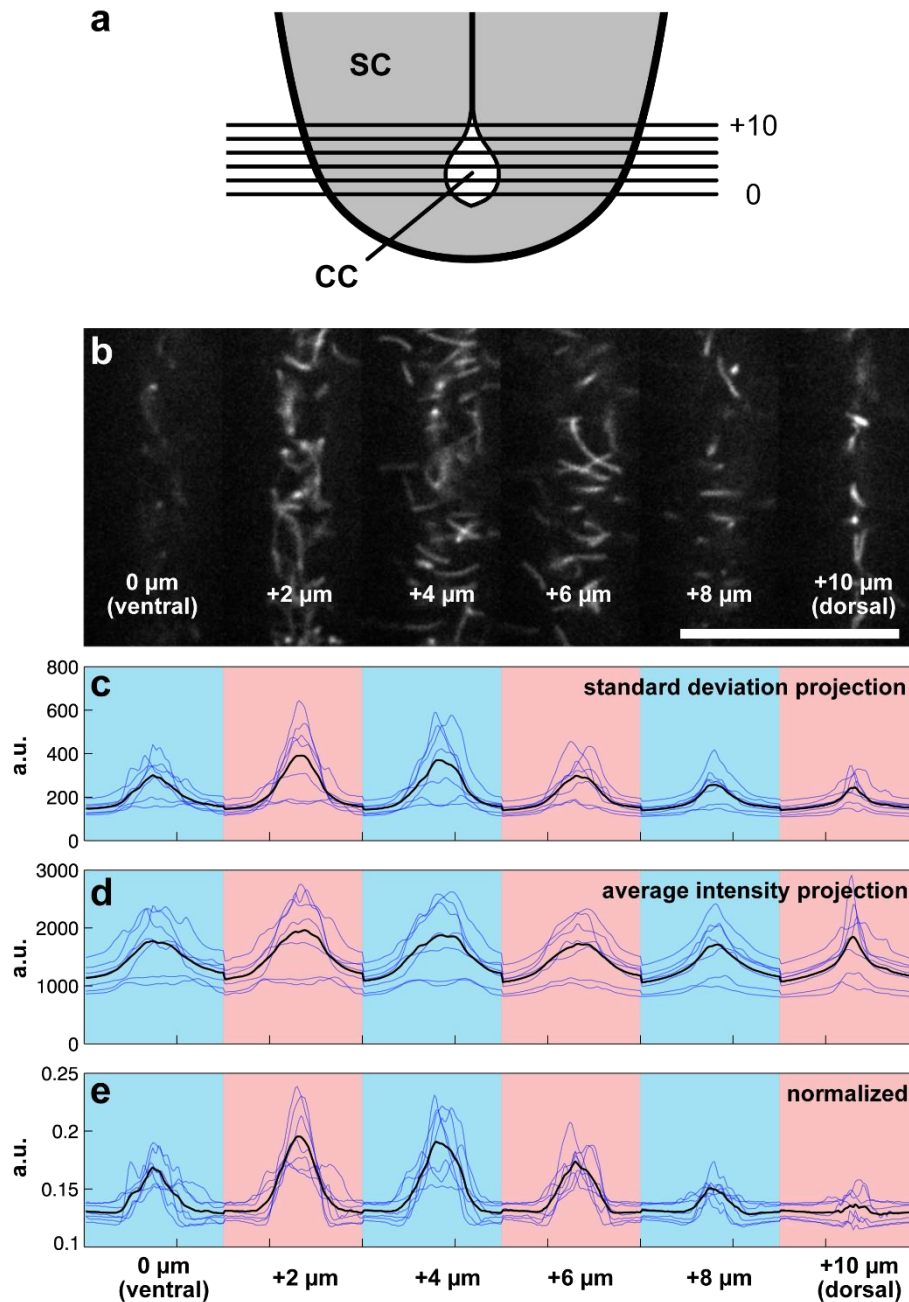 a
SC
+10
0
CC
b
0 µm
(ventral)
+2 µm
+4 µm
+6 µm
+8 µm
+10 µm
(dorsal)
c
standard deviation projection
800
600
400
200
0
a.u.
d
average intensity projection
3000
2000
1000
0
a.u.
e
normalized
0.25
0.2
0.15
0.1
a.u.
0 µm
(ventral)
+2 µm
+4 µm
+6 µm
+8 µm
+10 µm
(dorsal)